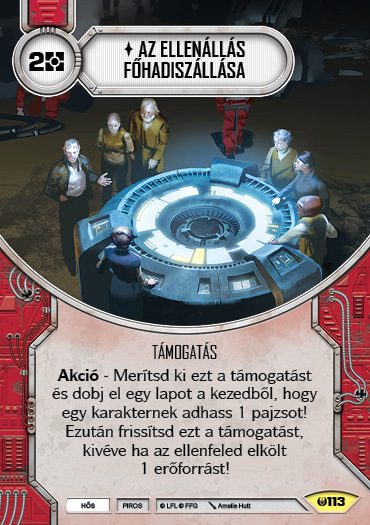 2
AZ ELLENÁLLÁS
FŐHADISZÁLLÁSA
TÁMOGATÁS
Akció - Merítsd ki ezt a támogatást
és dobj el egy lapot a kezedből, hogy
egy karakternek adhass 1 pajzsot!
Ezután frissítsd ezt a támogatást,
kivéve ha az ellenfeled elkölt
1 erőforrást!
HŐS
PIROS
© LFL © FFG
Amelie Hutt
113